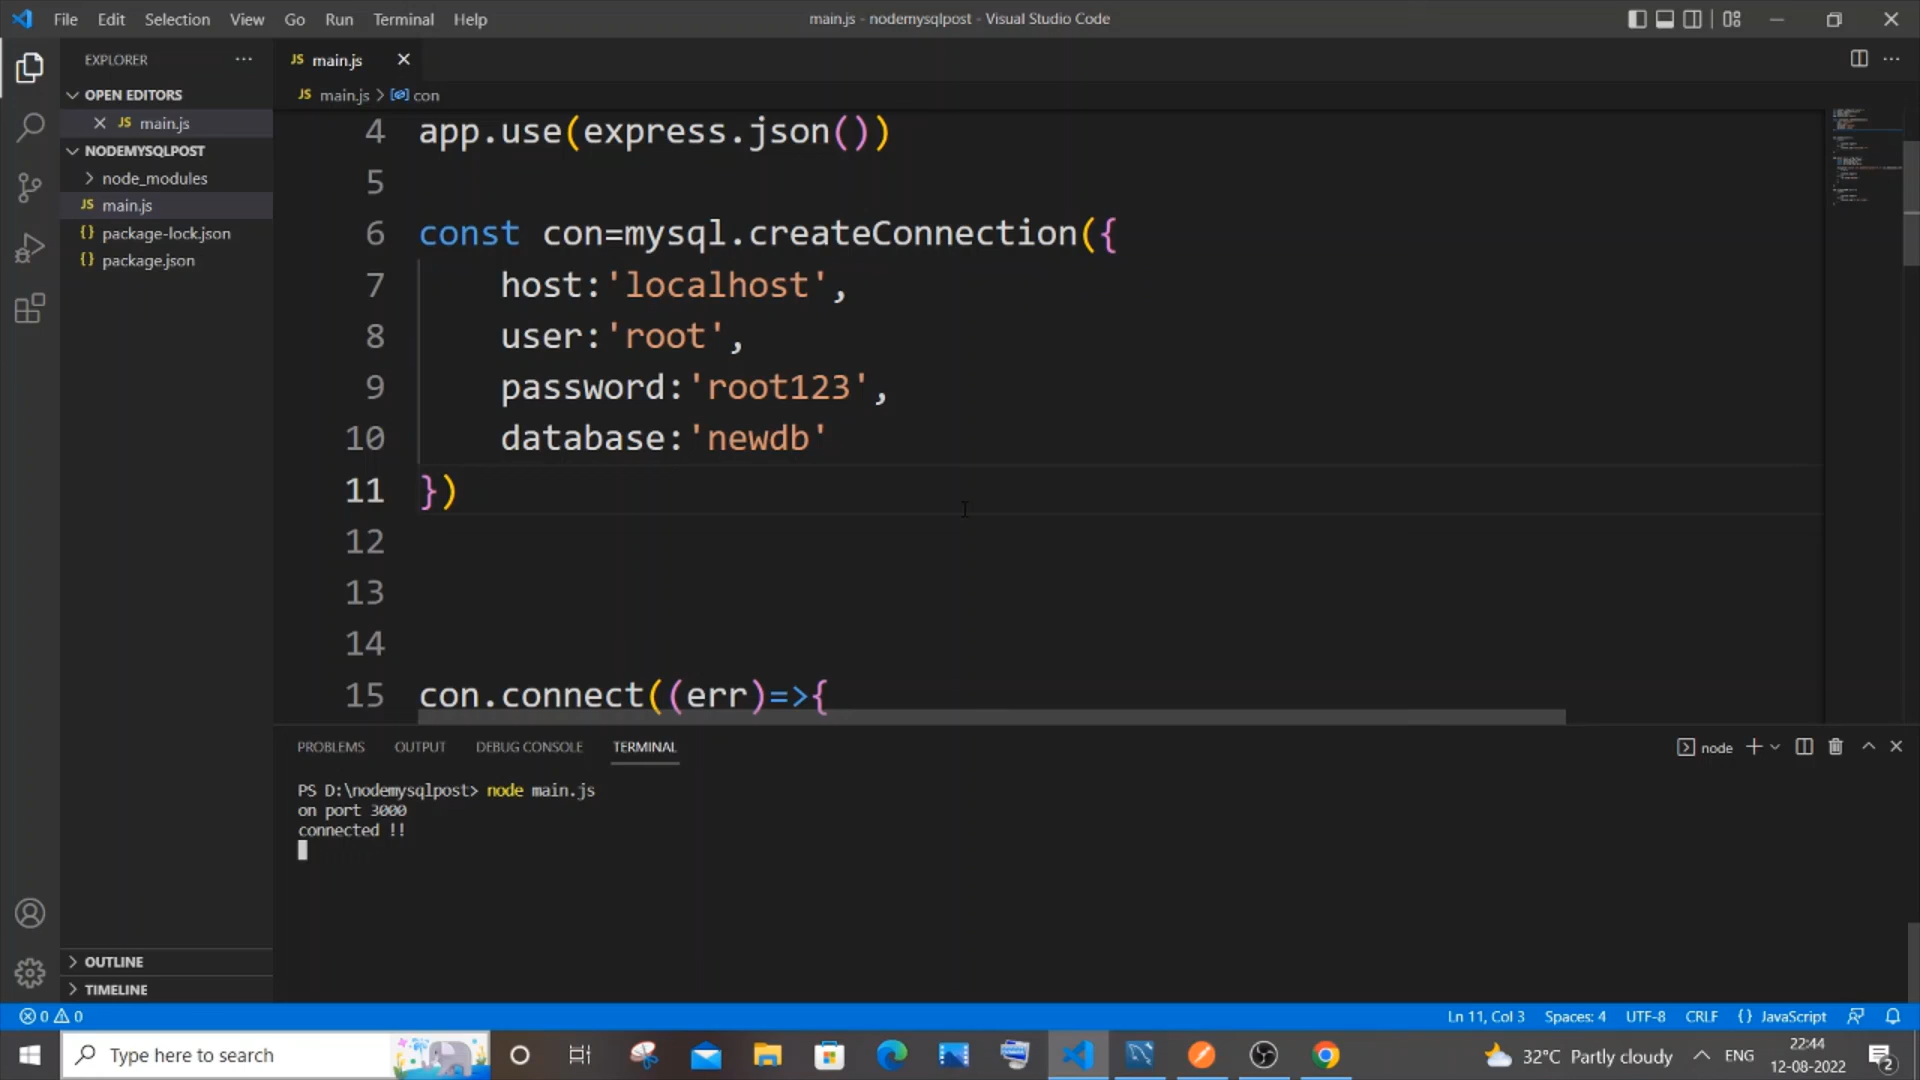 File Edit Selection View Go Run Terminal Help
main.js - nodemysqlpost - Visual Studio Code
EXPLORER
JS main.js
OPEN EDITORS
JS main.js > con
JS main.js
NODEMYSQLPOST
node_modules
JS main.js
{} package-lock.json
{} package.json
4 app.use(express.json())
5
6 const con=mysql.createConnection({
7 host:'localhost',
8 user:'root',
9 password:'root123',
10 database:'newdb'
11 })
12
13
14
15 con.connect((err)=>{
PROBLEMS OUTPUT DEBUG CONSOLE TERMINAL
node
PS D:\nodemysqlpost> node main.js
on port 3000
connected !!
OUTLINE
TIMELINE
0 0
Ln 11, Col 3 Spaces: 4 UTF-8 CRLF {} JavaScript
Type here to search
32°C Partly cloudy
ENG
22:44
12-08-2022
2